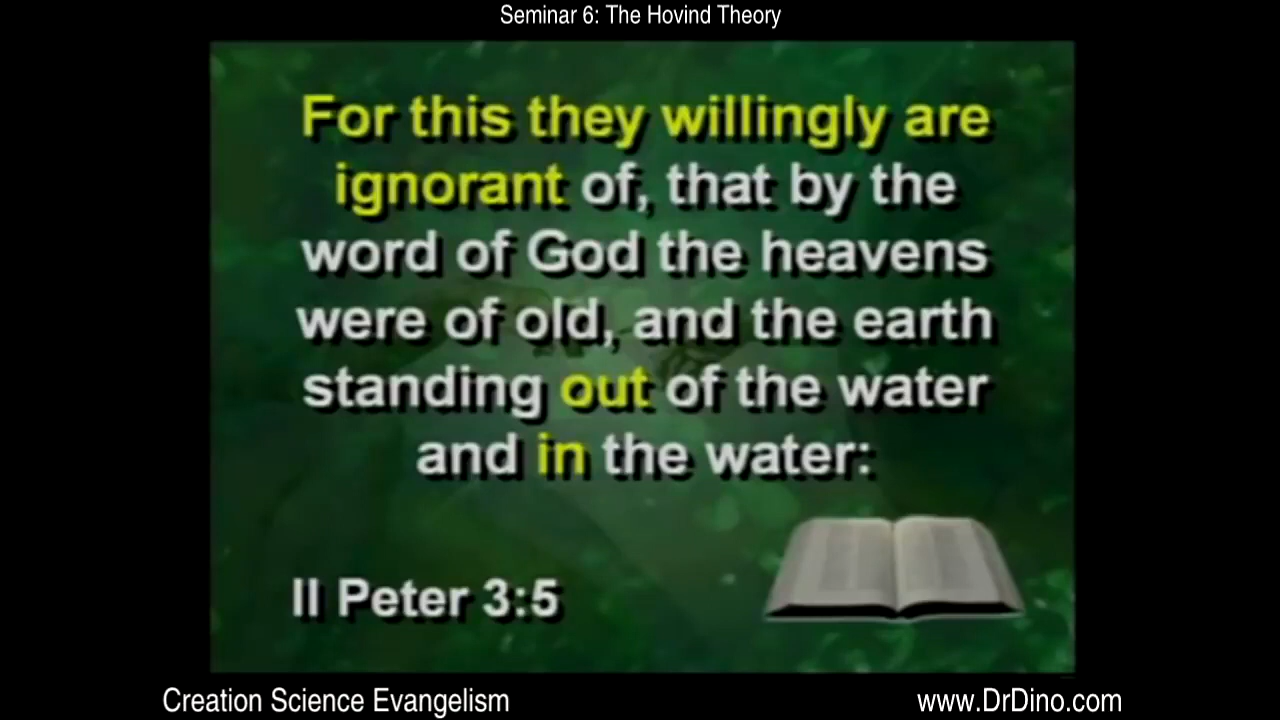 Seminar 6: The Hovind Theory
For this they willingly are
ignorant of, that by the
word of God the heavens
were of old, and the earth
standing out of the water
and in the water:
II Peter 3:5
Creation Science Evangelism
www.DrDino.com